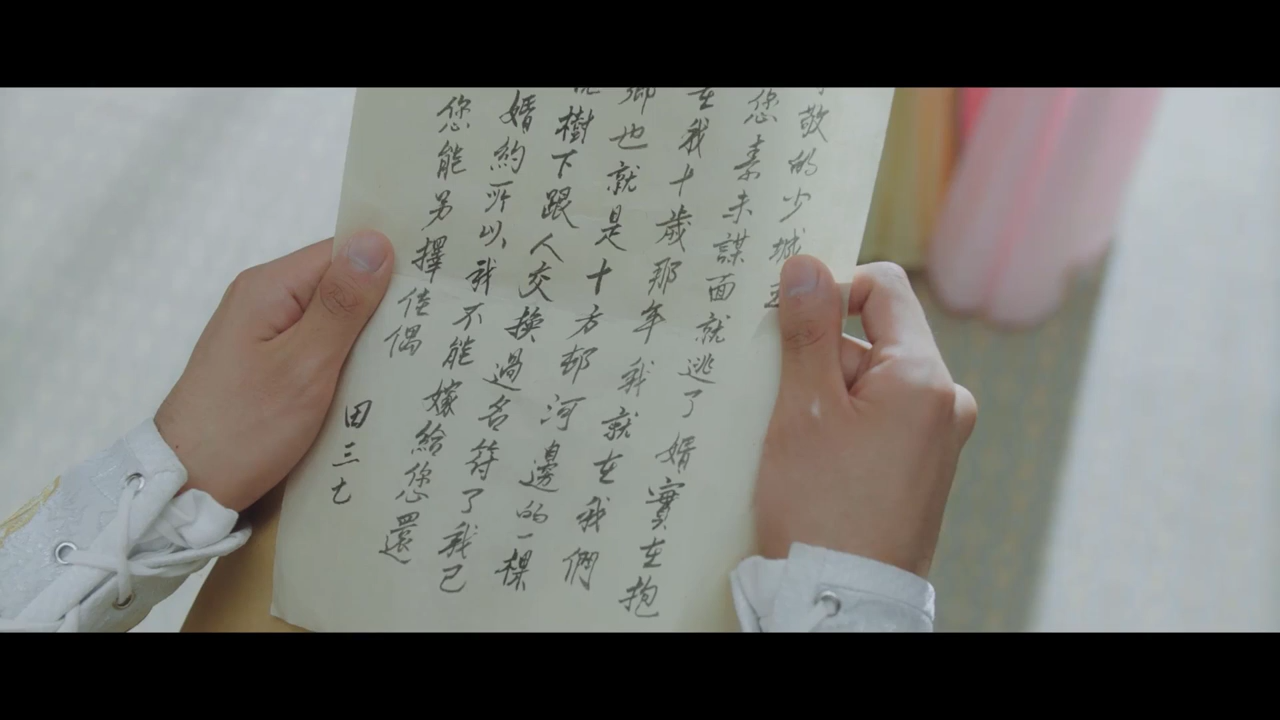 敬的少城主
您素未謀面就逃了婚實在抱
在我十歲那年我就在我們
鄉也就是十方邨河邊的一棵
樹下跟人交換過名符了我已
婚約所以我不能嫁給您還
您能另擇佳偶
田三七